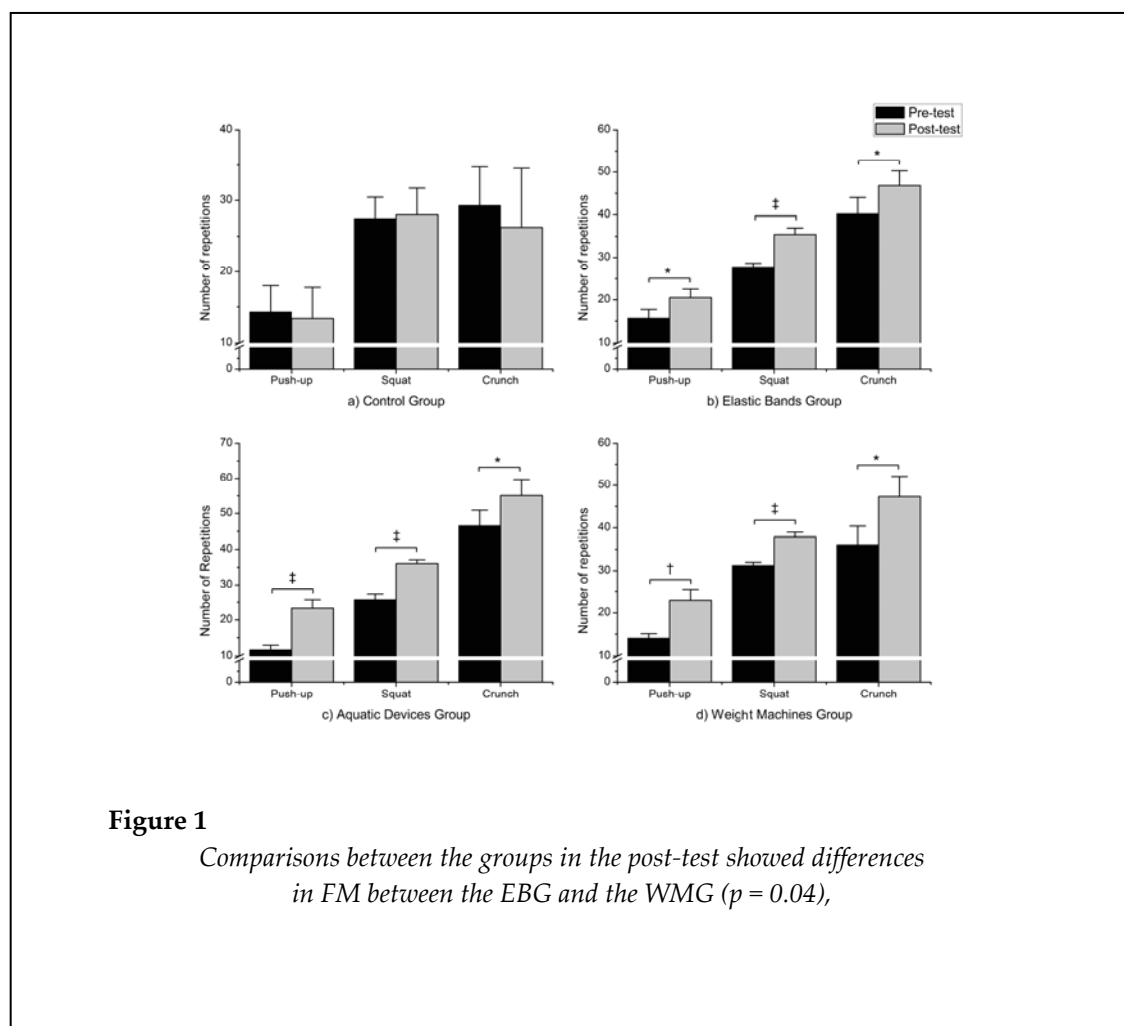 Pre-test
Post-test
40
30
20
10
0
Number of repetitions
Push-up Squat Crunch
a) Control Group
60
50
40
30
20
10
0
Number of repetitions
*
‡
*
Push-up Squat Crunch
b) Elastic Bands Group
70
60
50
40
30
20
10
0
Number of Repetitions
‡
‡
*
Push-up Squat Crunch
c) Aquatic Devices Group
60
50
40
30
20
10
0
Number of repetitions
†
‡
*
Push-up Squat Crunch
d) Weight Machines Group
Figure 1
Comparisons between the groups in the post-test showed differences
in FM between the EBG and the WMG (p = 0.04),